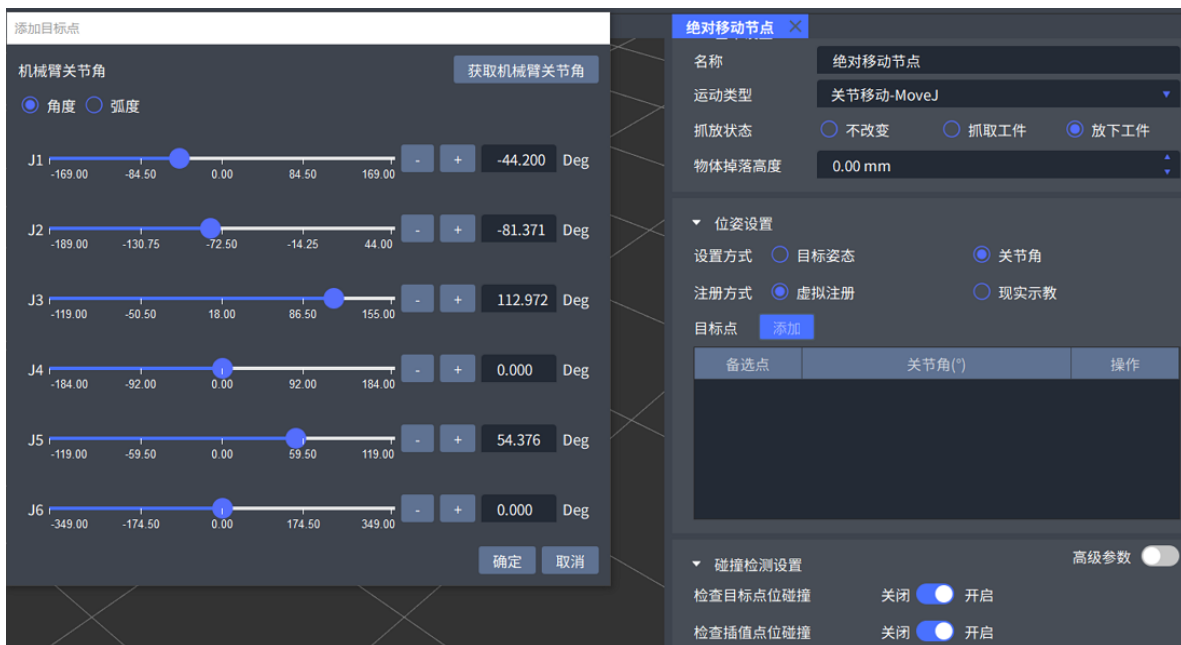 添加目标点
机械臂关节角 获取机械臂关节角
角度 弧度
J1 - + -44.200 Deg
-169.00 -84.50 0.00 84.50 169.00
J2 - + -81.371 Deg
-189.00 -130.75 -72.50 -14.25 44.00
J3 - + 112.972 Deg
-119.00 -50.50 18.00 86.50 155.00
J4 - + 0.000 Deg
-184.00 -92.00 0.00 92.00 184.00
J5 - + 54.376 Deg
-119.00 -59.50 0.00 59.50 119.00
J6 - + 0.000 Deg
-349.00 -174.50 0.00 174.50 349.00
确定 取消
绝对移动节点
名称 绝对移动节点
运动类型 关节移动-MoveJ
抓放状态 不改变 抓取工件 放下工件
物体掉落高度 0.00 mm
位姿设置
设置方式 目标姿态 关节角
注册方式 虚拟注册 现实示教
目标点 添加
备选点 关节角(°) 操作
碰撞检测设置 高级参数
检查目标点位碰撞 关闭 开启
检查插值点位碰撞 关闭 开启